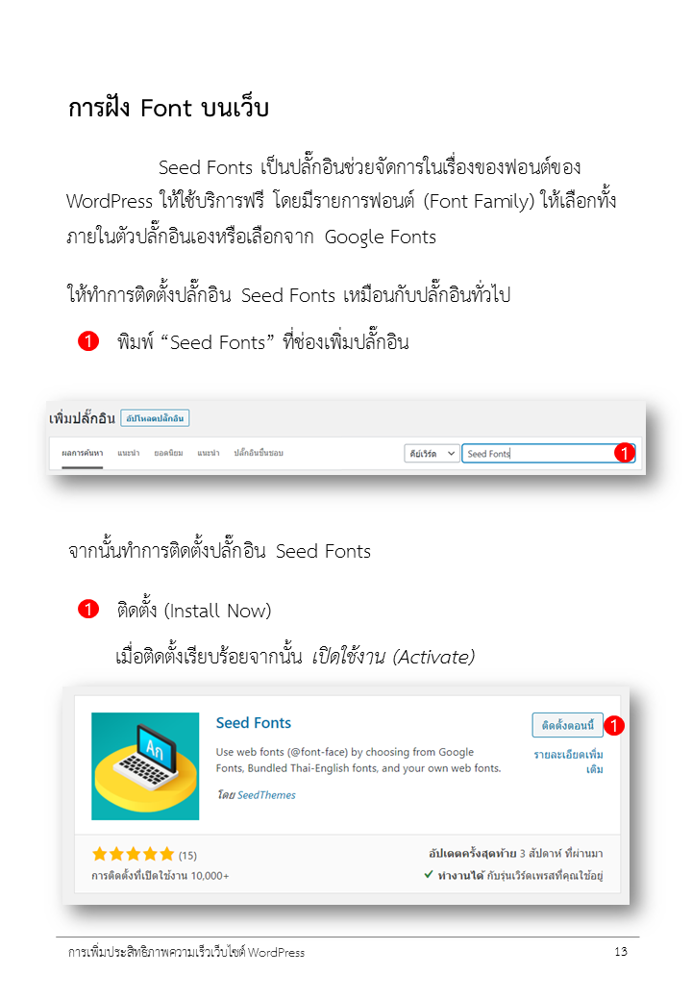 การฝัง Font บนเว็บ
Seed Fonts เป็นปลั๊กอินช่วยจัดการในเรื่องของฟอนต์ของ
WordPress ให้ใช้บริการฟรี โดยมีรายการฟอนต์ (Font Family) ให้เลือกทั้ง
ภายในตัวปลั๊กอินเองหรือเลือกจาก Google Fonts
ให้ทำการติดตั้งปลั๊กอิน Seed Fonts เหมือนกับปลั๊กอินทั่วไป
1 พิมพ์ “Seed Fonts” ที่ช่องเพิ่มปลั๊กอิน
เพิ่มปลั๊กอิน อัปโหลดปลั๊กอิน
ผลการค้นหา แนะนำ ยอดนิยม แนะนำ ปลั๊กอินชื่นชอบ คีย์เวิร์ด Seed Fonts 1
จากนั้นทำการติดตั้งปลั๊กอิน Seed Fonts
1 ติดตั้ง (Install Now)
เมื่อติดตั้งเรียบร้อยจากนั้น เปิดใช้งาน (Activate)
Seed Fonts ติดตั้งตอนนี้ 1
An
Use web fonts (@font-face) by choosing from Google
Fonts, Bundled Thai-English fonts, and your own web fonts.
รายละเอียดเพิ่ม
เติม
โดย SeedThemes
(15) อัปเดตครั้งสุดท้าย 3 สัปดาห์ ที่ผ่านมา
การติดตั้งที่เปิดใช้งาน 10,000+ ✓ ทำงานได้ กับรุ่นเวิร์ดเพรสที่คุณใช้อยู่
การเพิ่มประสิทธิภาพความเร็วเว็บไซต์ WordPress 13